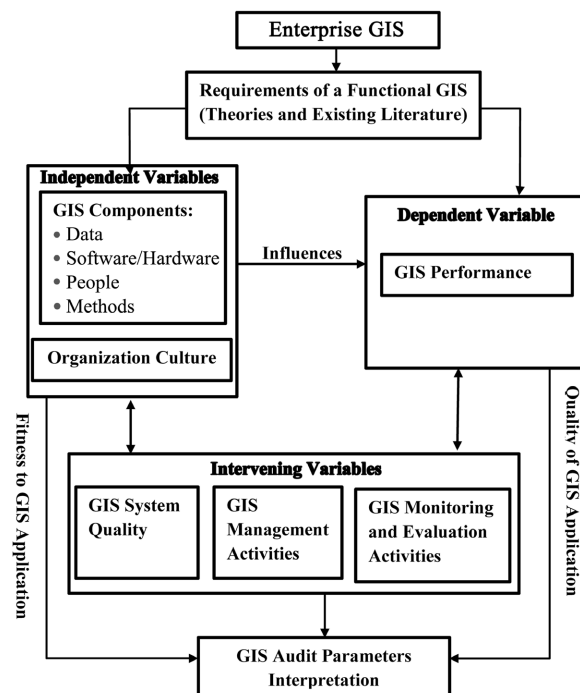 Enterprise GIS
Requirements of a Functional GIS
(Theories and Existing Literature)
Independent Variables
GIS Components:
• Data
• Software/Hardware
• People
• Methods
Organization Culture
Influences
Dependent Variable
GIS Performance
Fitness to GIS Application
Quality of GIS Application
Intervening Variables
GIS System
Quality
GIS
Management
Activities
GIS Monitoring
and Evaluation
Activities
GIS Audit Parameters
Interpretation